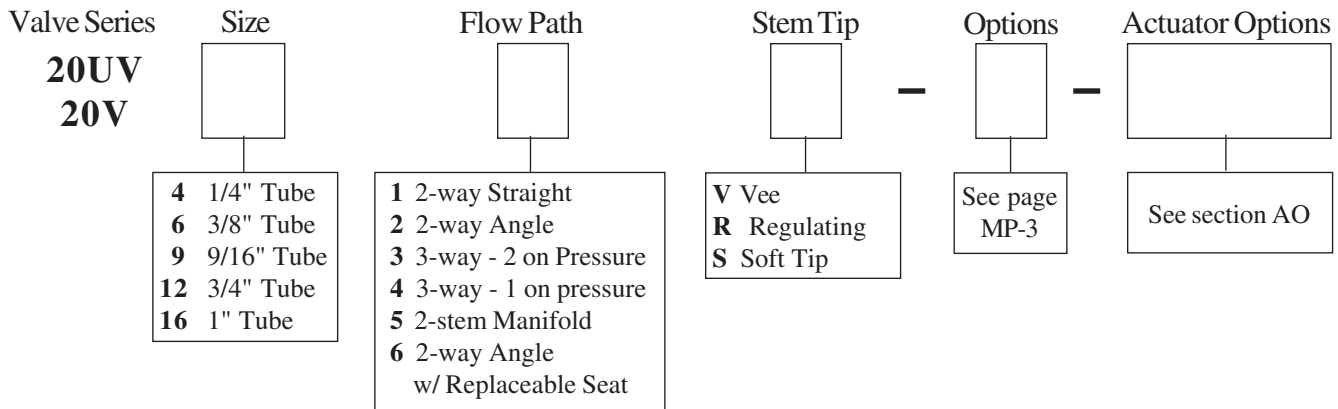 Valve Series Size Flow Path Stem Tip Options Actuator Options
20UV
20V
– –
4 1/4" Tube
6 3/8" Tube
9 9/16" Tube
12 3/4" Tube
16 1" Tube
1 2-way Straight
2 2-way Angle
3 3-way - 2 on Pressure
4 3-way - 1 on pressure
5 2-stem Manifold
6 2-way Angle
w/ Replaceable Seat
V Vee
R Regulating
S Soft Tip
See page
MP-3
See section AO